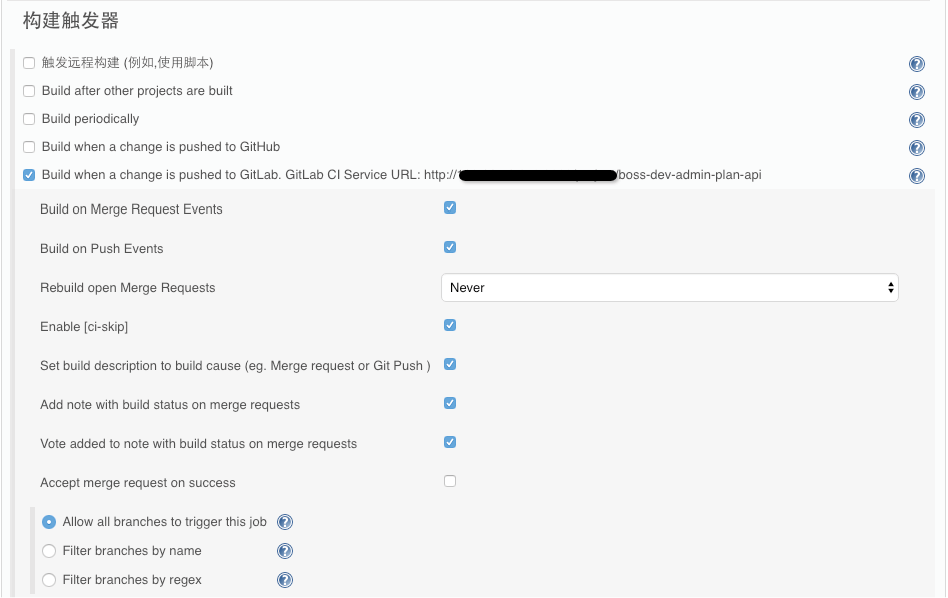 构建触发器
触发远程构建 (例如,使用脚本)
Build after other projects are built
Build periodically
Build when a change is pushed to GitHub
Build when a change is pushed to GitLab. GitLab CI Service URL: http:///boss-dev-admin-plan-api
Build on Merge Request Events
Build on Push Events
Rebuild open Merge Requests Never
Enable [ci-skip]
Set build description to build cause (eg. Merge request or Git Push )
Add note with build status on merge requests
Vote added to note with build status on merge requests
Accept merge request on success
Allow all branches to trigger this job
Filter branches by name
Filter branches by regex